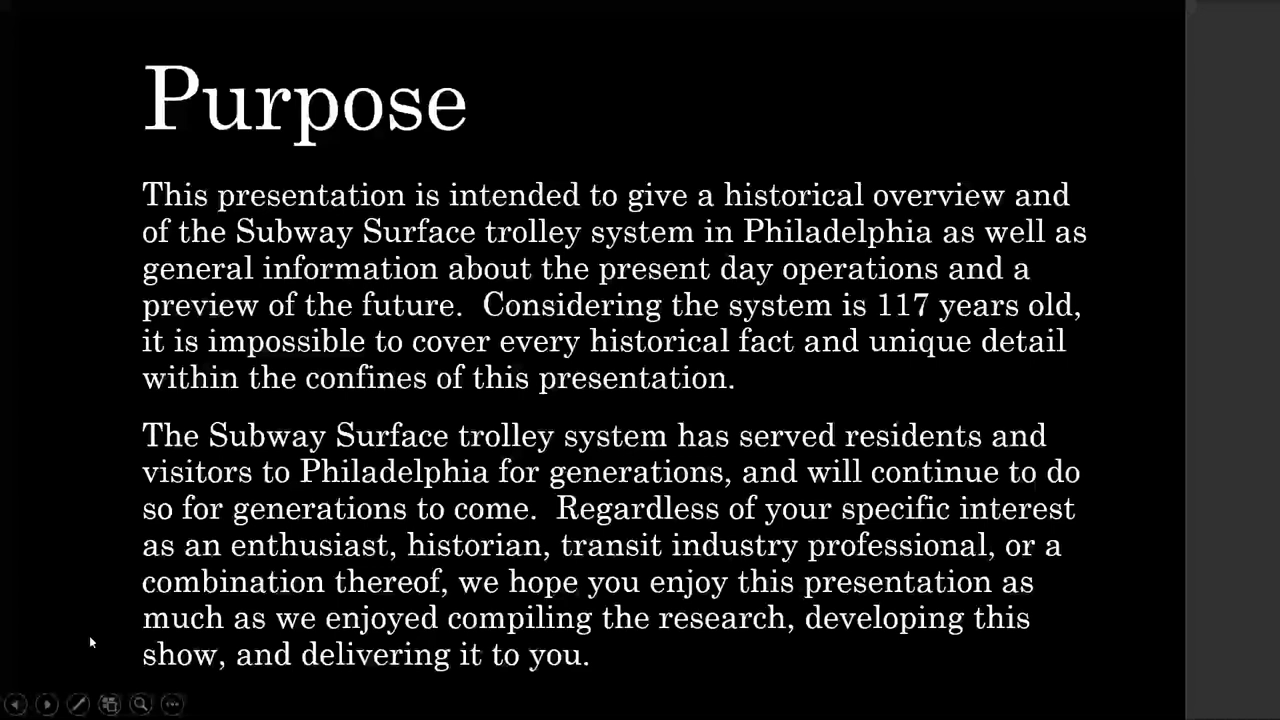 Purpose
This presentation is intended to give a historical overview and
of the Subway Surface trolley system in Philadelphia as well as
general information about the present day operations and a
preview of the future.  Considering the system is 117 years old,
it is impossible to cover every historical fact and unique detail
within the confines of this presentation.
The Subway Surface trolley system has served residents and
visitors to Philadelphia for generations, and will continue to do
so for generations to come.  Regardless of your specific interest
as an enthusiast, historian, transit industry professional, or a
combination thereof, we hope you enjoy this presentation as
much as we enjoyed compiling the research, developing this
show, and delivering it to you.